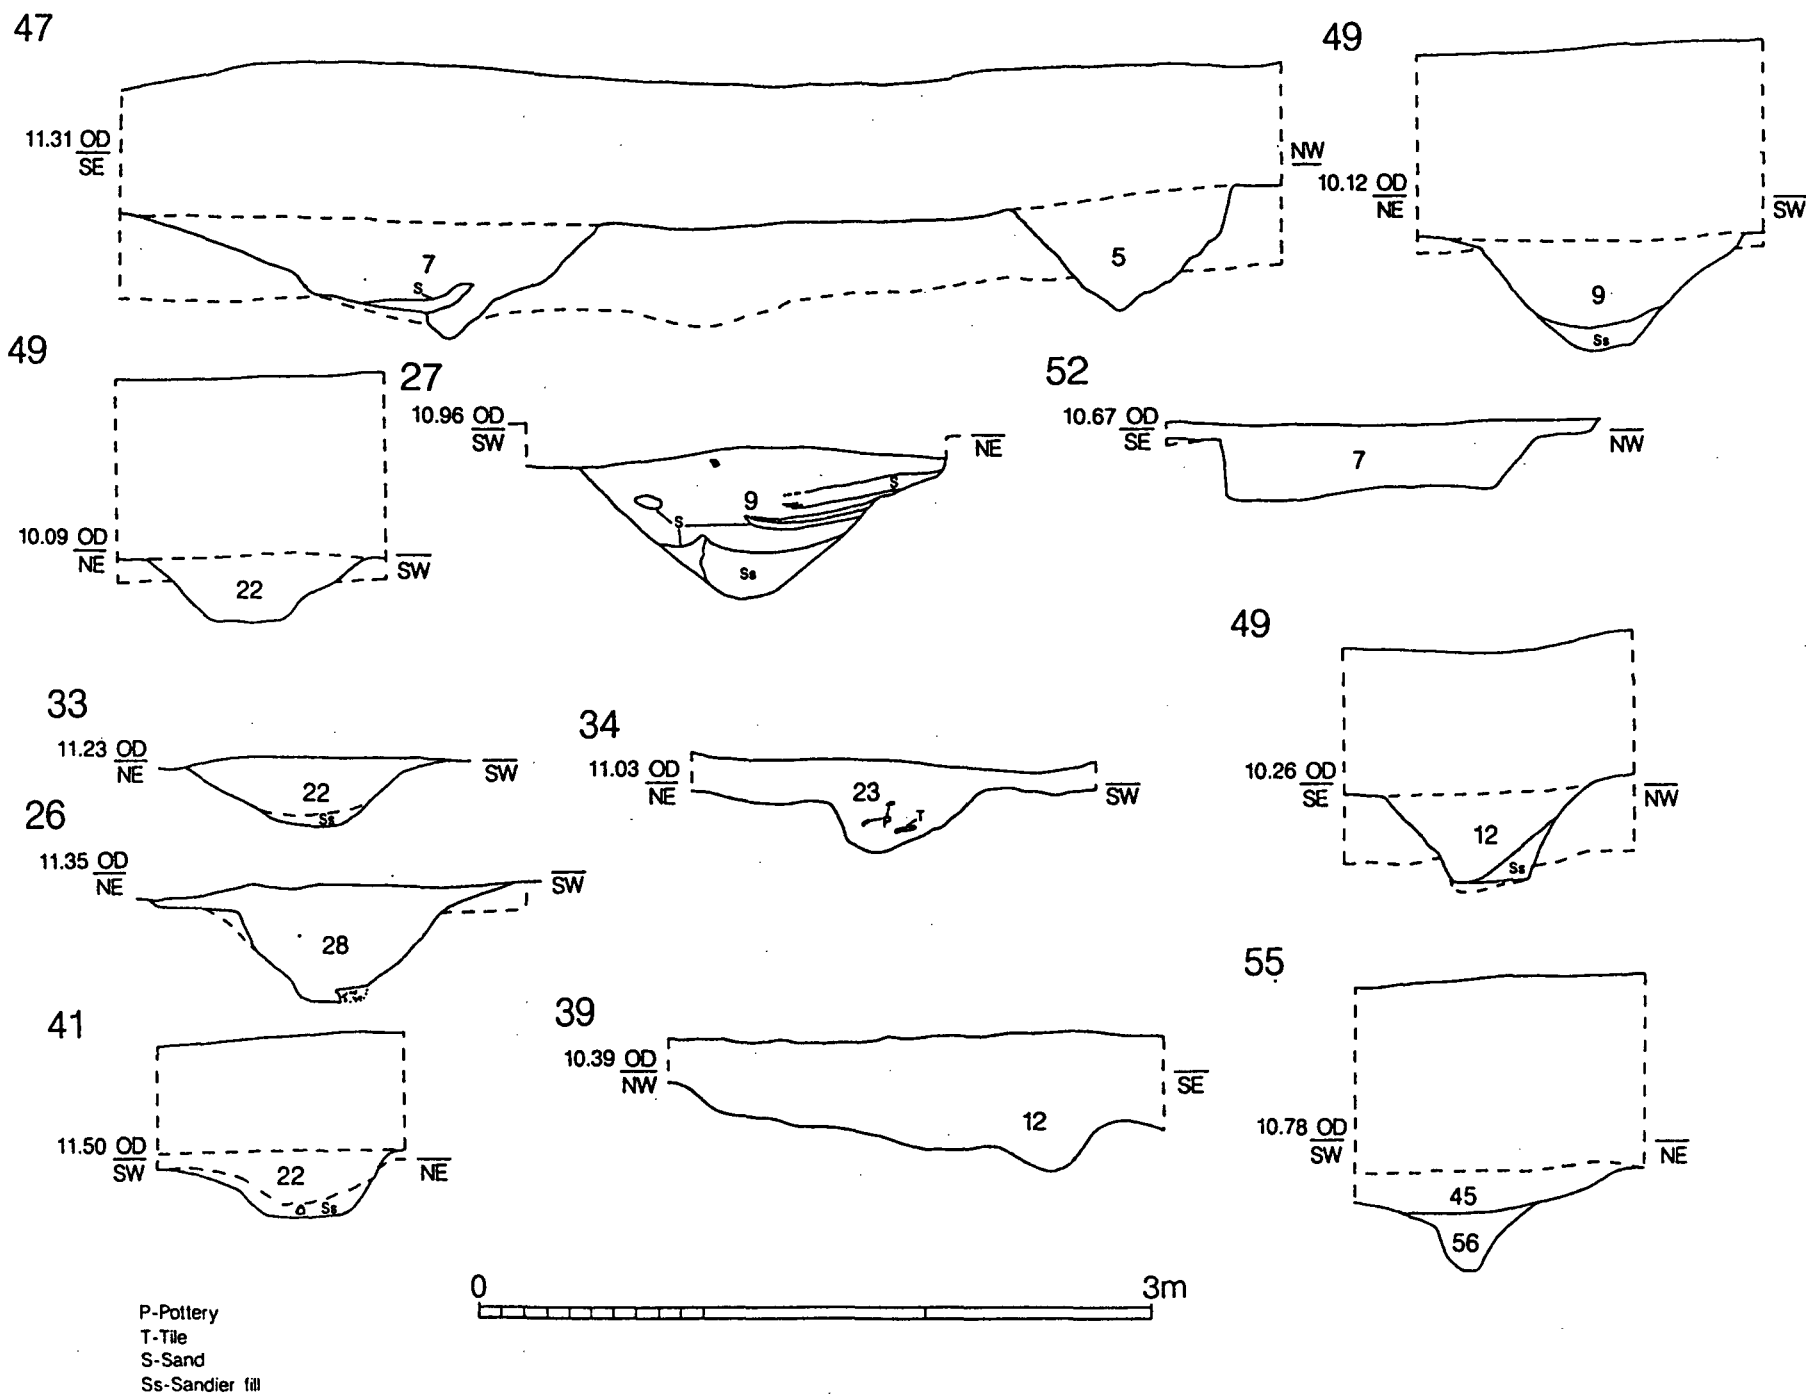 47
11.31 OD
SE
7
S
5
NW
49
10.12 OD
NE
9
Ss
SW
49
10.09 OD
NE
22
SW
27
10.96 OD
SW
9
S
S
Ss
NE
52
10.67 OD
SE
7
NW
49
10.26 OD
SE
12
Ss
NW
33
11.23 OD
NE
22
Ss
SW
34
11.03 OD
NE
23
P
T
SW
26
11.35 OD
NE
28
SW
41
11.50 OD
SW
22
Ss
NE
39
10.39 OD
NW
12
SE
55
10.78 OD
SW
45
56
NE
0 3m
P-Pottery
T-Tile
S-Sand
Ss-Sandier fill